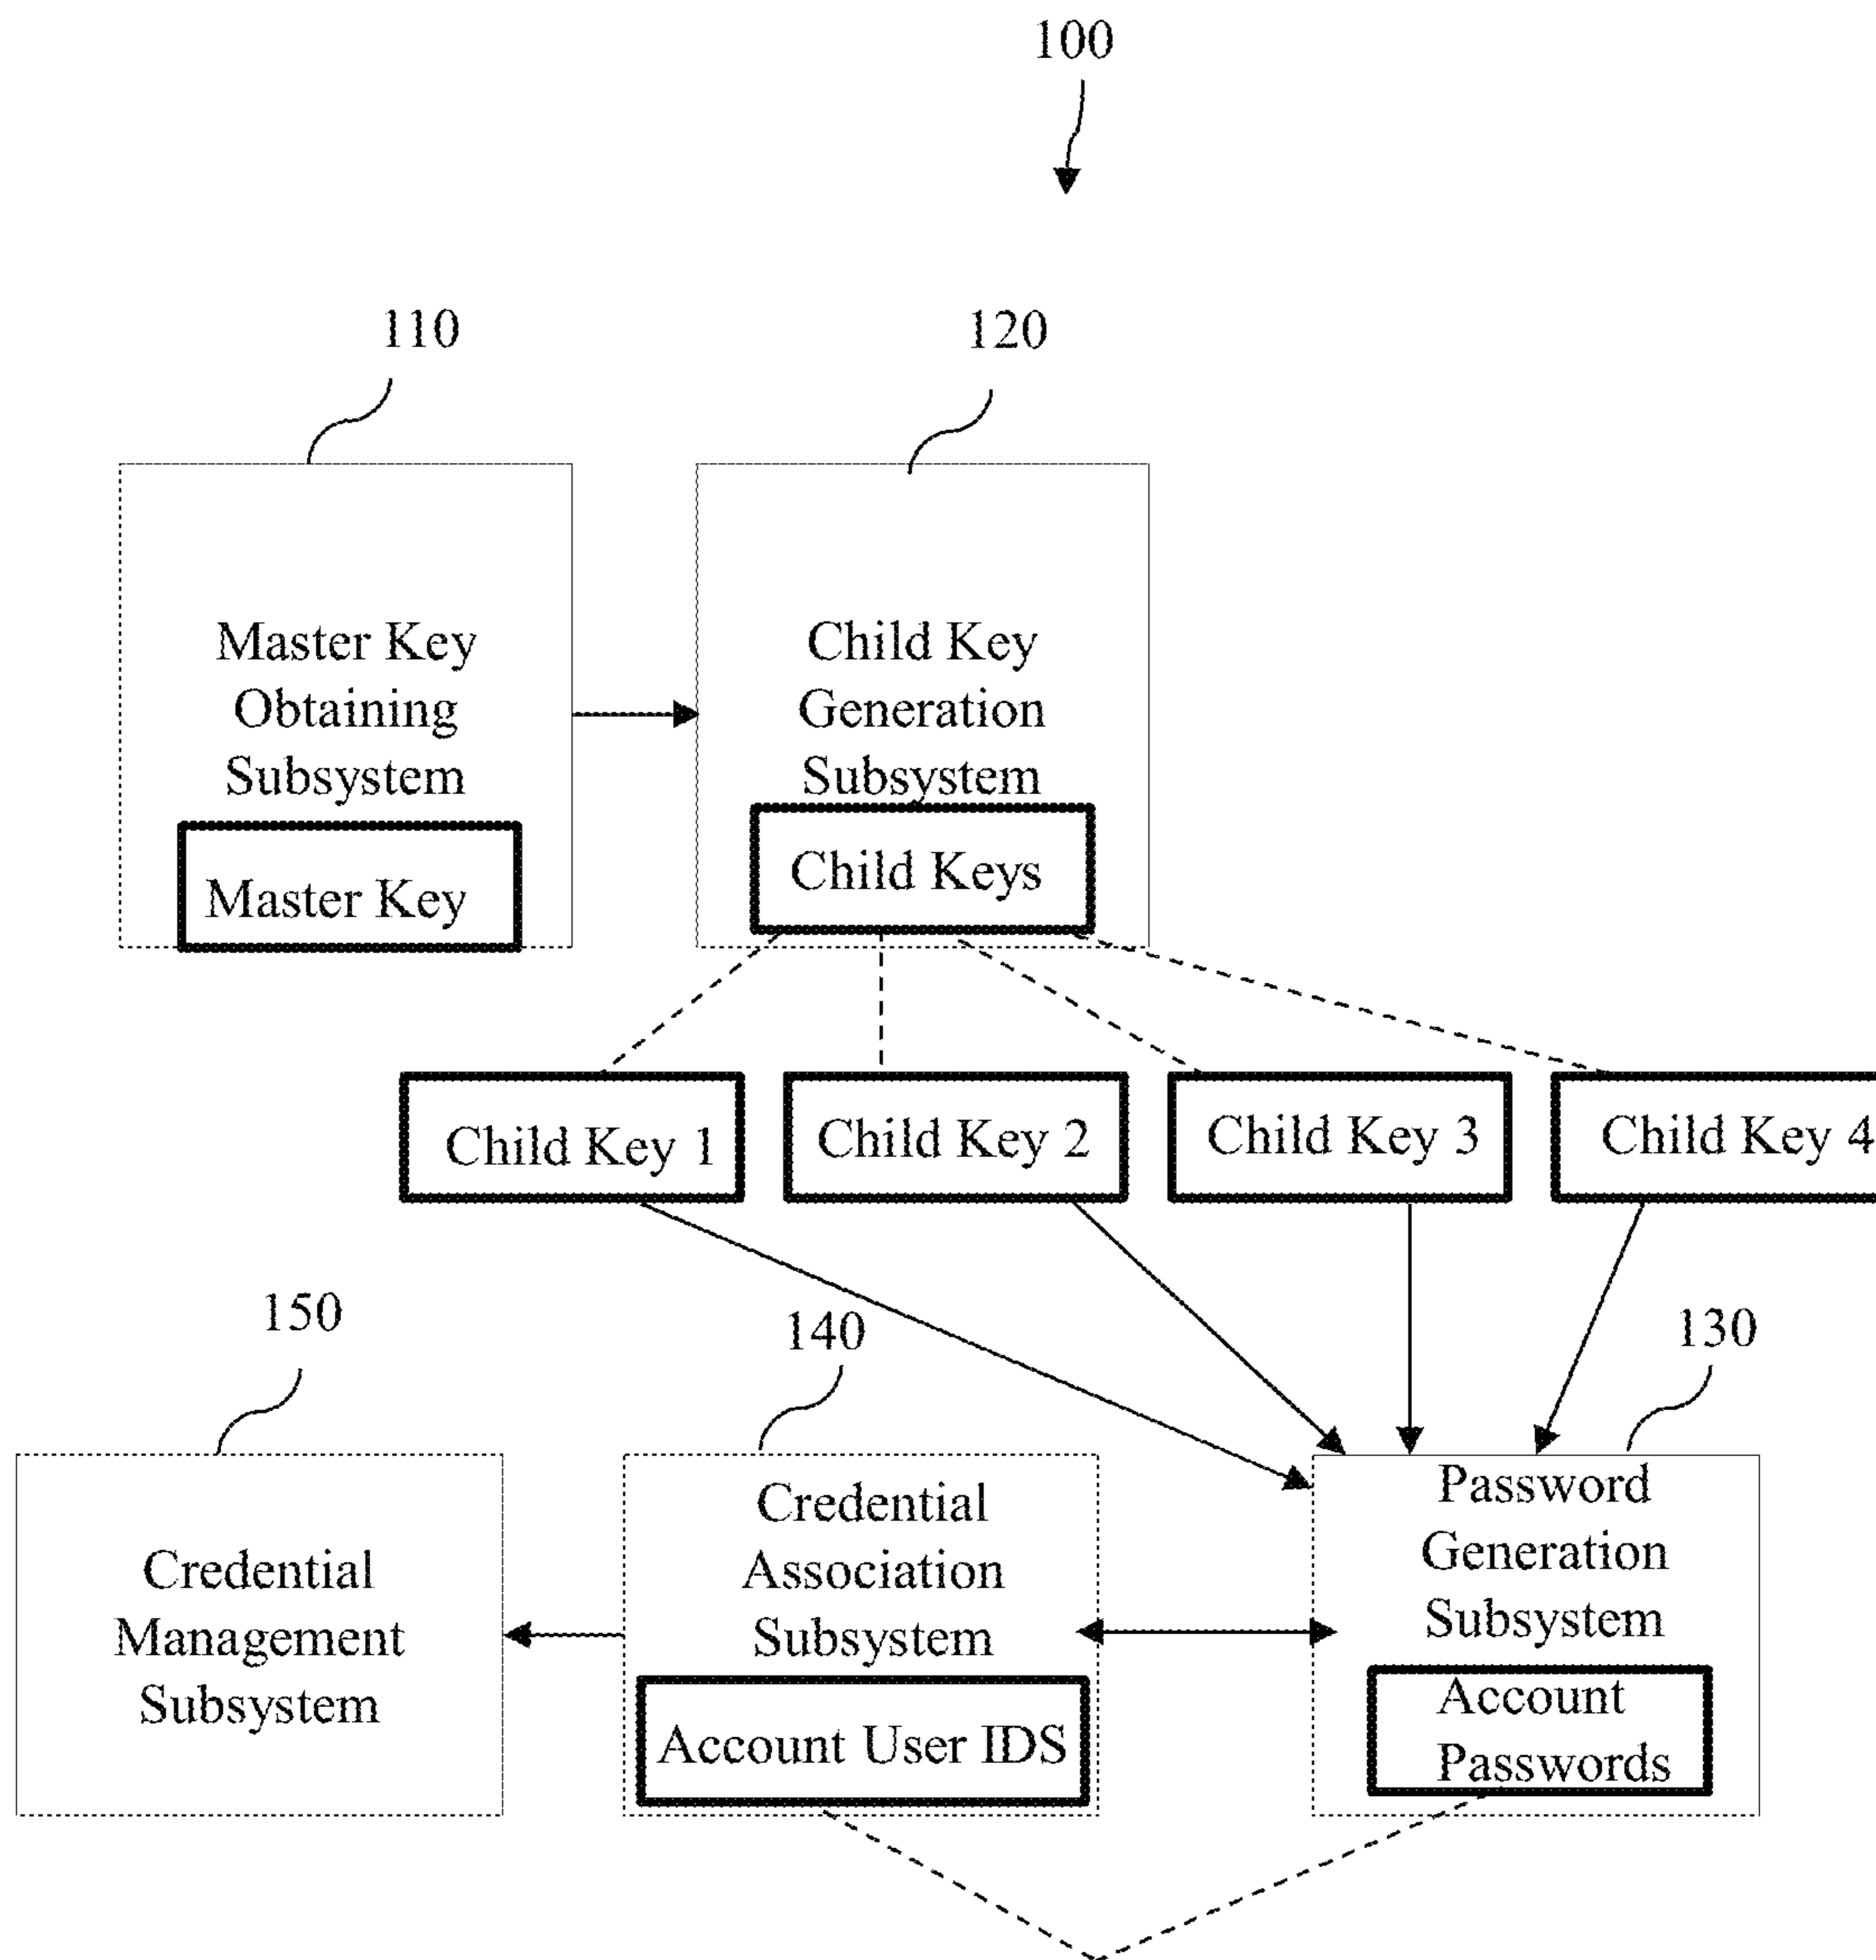 100
110
120
Master Key
Obtaining
Subsystem
Master Key
Child Key
Generation
Subsystem
Child Keys
Child Key 1
Child Key 2
Child Key 3
Child Key 4
150
140
130
Credential
Management
Subsystem
Credential
Association
Subsystem
Account User IDS
Password
Generation
Subsystem
Account
Passwords